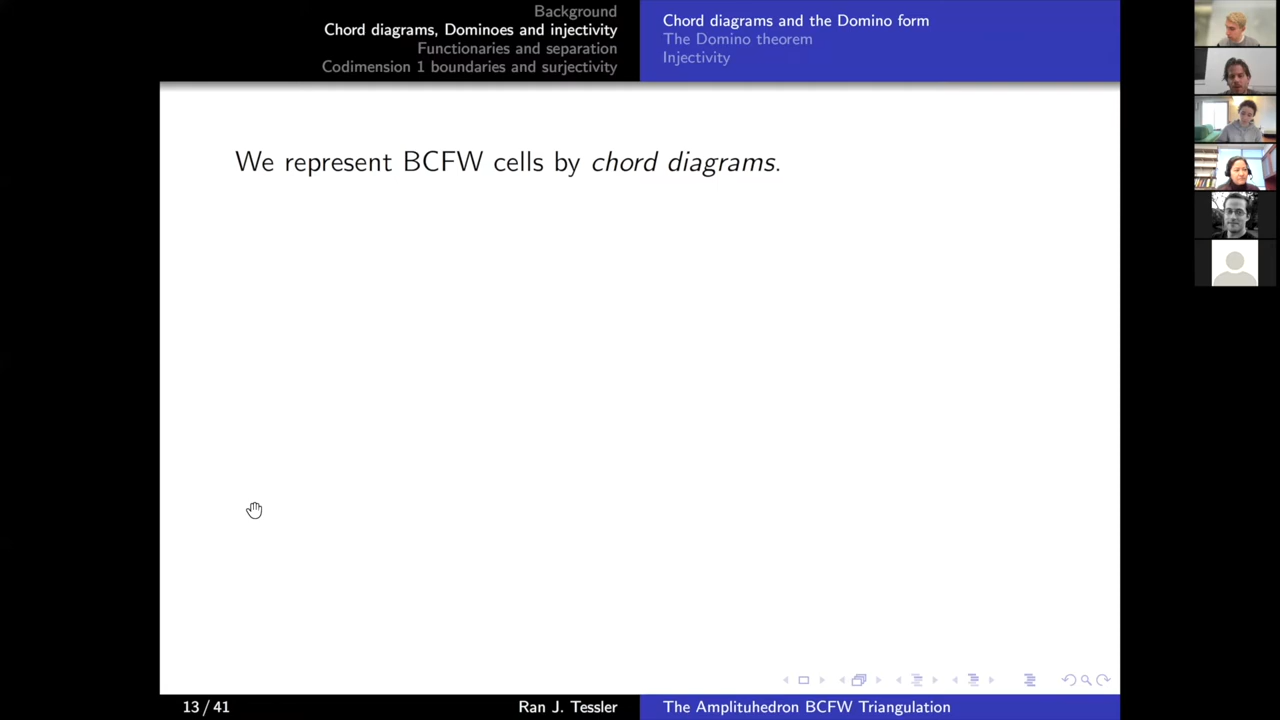 Background
Chord diagrams, Dominoes and injectivity
Functionaries and separation
Codimension 1 boundaries and surjectivity
Chord diagrams and the Domino form
The Domino theorem
Injectivity
We represent BCFW cells by chord diagrams.
13 / 41
Ran J. Tessler
The Amplituhedron BCFW Triangulation